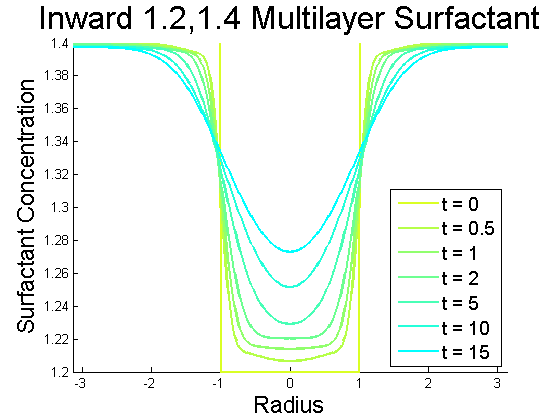 Inward 1.2,1.4 Multilayer Surfactant
Surfactant Concentration
1.4
1.38
1.36
1.34
1.32
1.3
1.28
1.26
1.24
1.22
1.2
-3
-2
-1
0
1
2
3
Radius
t = 0
t = 0.5
t = 1
t = 2
t = 5
t = 10
t = 15